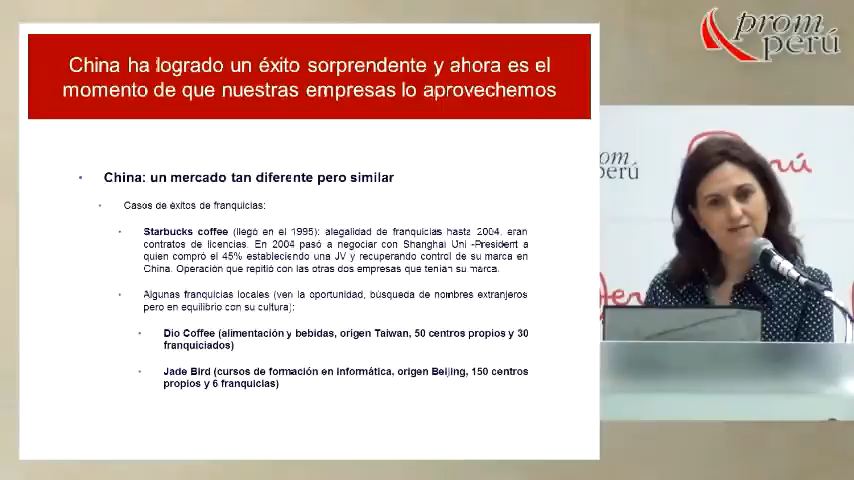 China ha logrado un éxito sorprendente y ahora es el
momento de que nuestras empresas lo aprovechemos
prom
perú
China: un mercado tan diferente pero similar
Casos de éxitos de franquicias:
Starbucks coffee (llegó en el 1995): alegalidad de franquicias hasta 2004, eran
contratos de licencias. En 2004 pasó a negociar con Shanghai Uni -President a
quien compró el 45% estableciendo una JV y recuperando control de su marca en
China. Operación que repitió con las otras dos empresas que tenían su marca.
Algunas franquicias locales (ven la oportunidad, búsqueda de nombres extranjeros
pero en equilibrio con su cultura):
Dio Coffee (alimentación y bebidas, origen Taiwan, 50 centros propios y 30
franquiciados)
Jade Bird (cursos de formación en informática, origen Beijing, 150 centros
propios y 6 franquicias)
om
erú